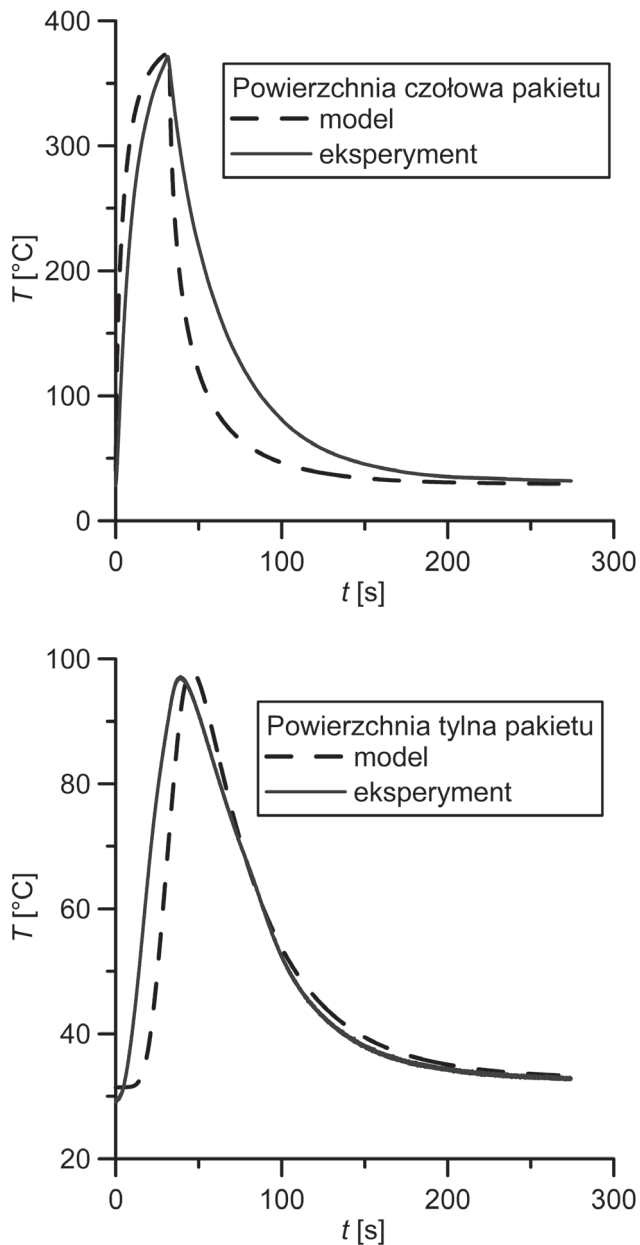 400
300
200
100
0
T [°C]
Powierzchnia czołowa pakietu
model
eksperyment
0
100
200
300
t [s]
100
80
60
40
20
T [°C]
Powierzchnia tylna pakietu
model
eksperyment
0
100
200
300
t [s]